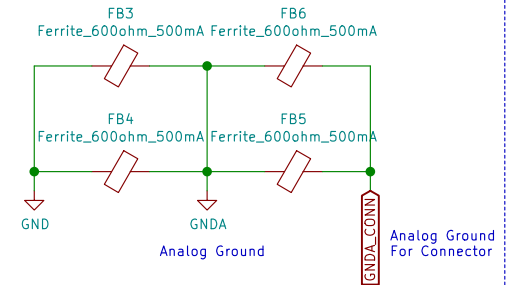 FB3
Ferrite_600ohm_500mA
FB6
Ferrite_600ohm_500mA
FB4
Ferrite_600ohm_500mA
FB5
Ferrite_600ohm_500mA
GND
GNDA
GNDA_CONN
Analog Ground
Analog Ground
For Connector